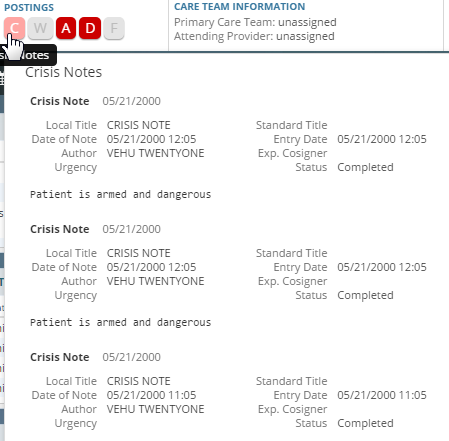 POSTINGS
CARE TEAM INFORMATION
C W A D F
Primary Care Team: unassigned
Attending Provider: unassigned
Notes
Crisis Notes
Crisis Note 05/21/2000
Local Title CRISIS NOTE Standard Title
Date of Note 05/21/2000 12:05 Entry Date 05/21/2000 12:05
Author VEHU TWENTYONE Exp. Cosigner
Urgency Status Completed
Patient is armed and dangerous
Crisis Note 05/21/2000
Local Title CRISIS NOTE Standard Title
Date of Note 05/21/2000 12:05 Entry Date 05/21/2000 12:05
Author VEHU TWENTYONE Exp. Cosigner
Urgency Status Completed
Patient is armed and dangerous
Crisis Note 05/21/2000
Local Title CRISIS NOTE Standard Title
Date of Note 05/21/2000 11:05 Entry Date 05/21/2000 11:05
Author VEHU TWENTYONE Exp. Cosigner
Urgency Status Completed